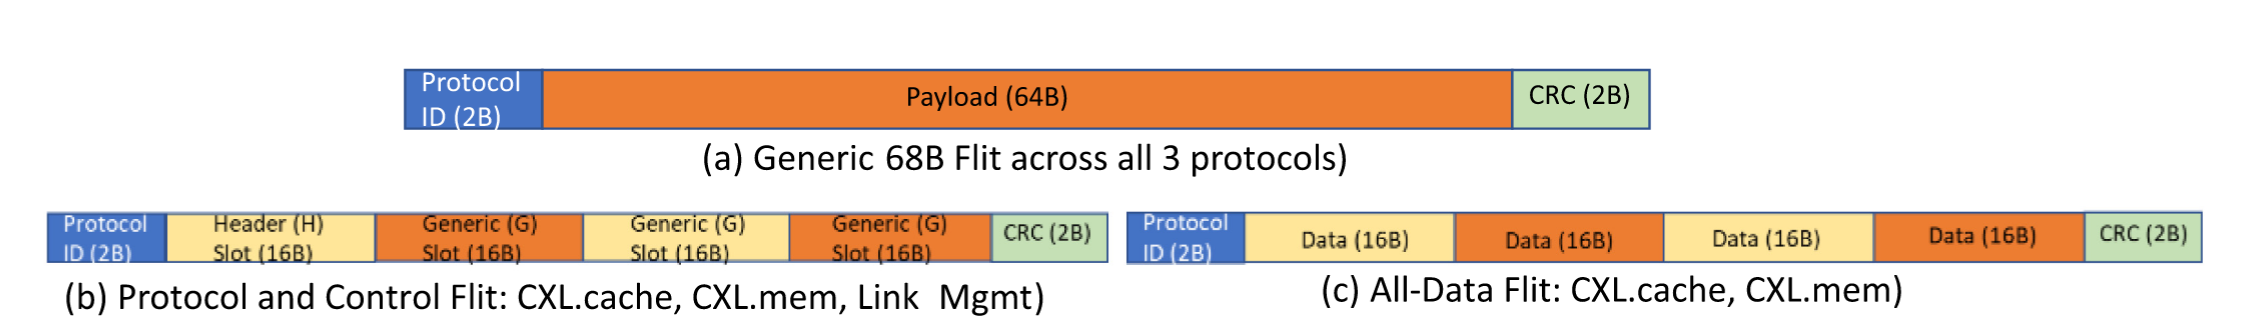 Protocol
ID (2B)
Payload (64B)
CRC (2B)
(a) Generic 68B Flit across all 3 protocols)
Protocol
ID (2B)
Header (H)
Slot (16B)
Generic (G)
Slot (16B)
Generic (G)
Slot (16B)
Generic (G)
Slot (16B)
CRC (2B)
(b) Protocol and Control Flit: CXL.cache, CXL.mem, Link Mgmt)
Protocol
ID (2B)
Data (16B)
Data (16B)
Data (16B)
Data (16B)
CRC (2B)
(c) All-Data Flit: CXL.cache, CXL.mem)